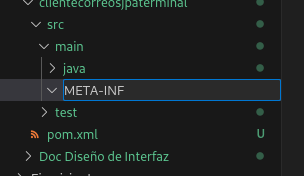 clientecorreosjpaterminal
src
main
java
META-INF
test
pom.xml U
Doc Diseño de Interfaz